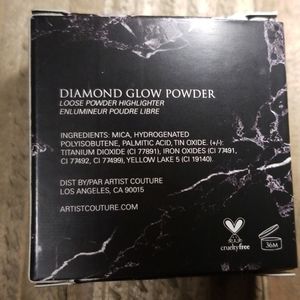 DIAMOND GLOW POWDER
LOOSE POWDER HIGHLIGHTER
ENLUMINEUR POUDRE LIBRE
INGREDIENTS: MICA, HYDROGENATED
POLYISOBUTENE, PALMITIC ACID, TIN OXIDE. (+/-):
TITANIUM DIOXIDE (CI 77891), IRON OXIDES (CI 77491,
CI 77492, CI 77499), YELLOW LAKE 5 (CI 19140).
DIST BY/PAR ARTIST COUTURE
LOS ANGELES, CA 90015
ARTISTCOUTURE.COM
crueltyfree
36M